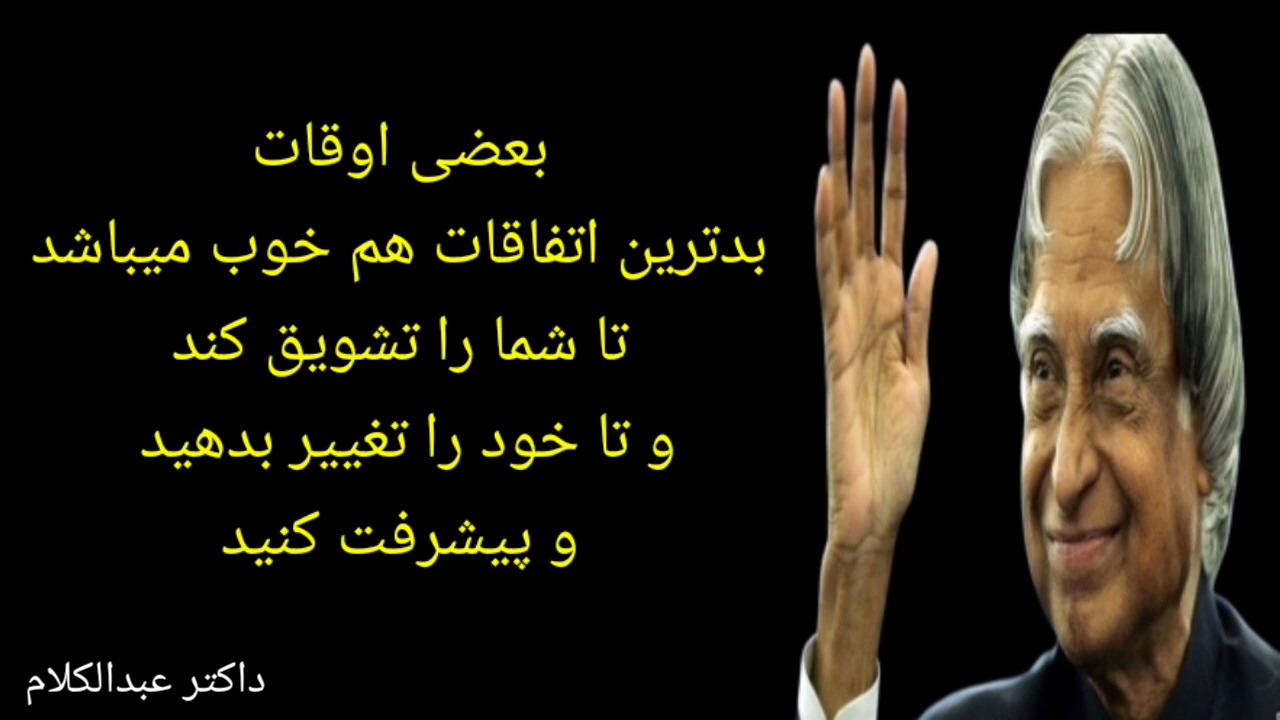 بعضی اوقات
بدترین اتفاقات هم خوب میباشد
تا شما را تشویق کند
و تا خود را تغییر بدهید
و پیشرفت کنید
داکتر عبدالکلام